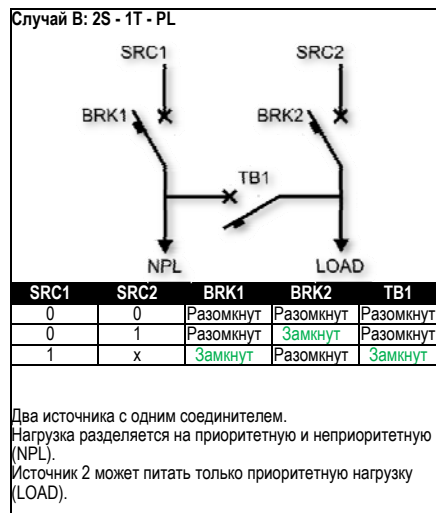 Случай B: 2S - 1T - PL
SRC1 SRC2
BRK1 BRK2
TB1
NPL LOAD
SRC1 SRC2 BRK1 BRK2 TB1
0 0 Разомкнут Разомкнут Разомкнут
0 1 Разомкнут Замкнут Разомкнут
1 x Замкнут Разомкнут Замкнут
Два источника с одним соединителем.
Нагрузка разделяется на приоритетную и неприоритетную
(NPL).
Источник 2 может питать только приоритетную нагрузку
(LOAD).